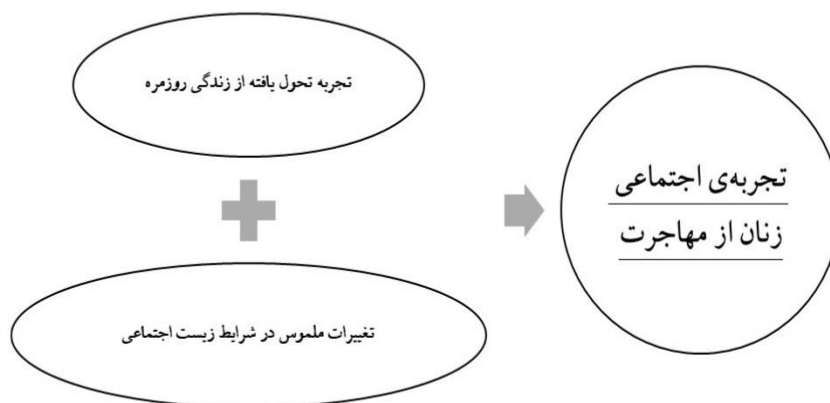 تجربه تحول یافته از زندگی روزمره
تغییرات ملموس در شرایط زیست اجتماعی
تجربه‌ی اجتماعی
زنان از مهاجرت